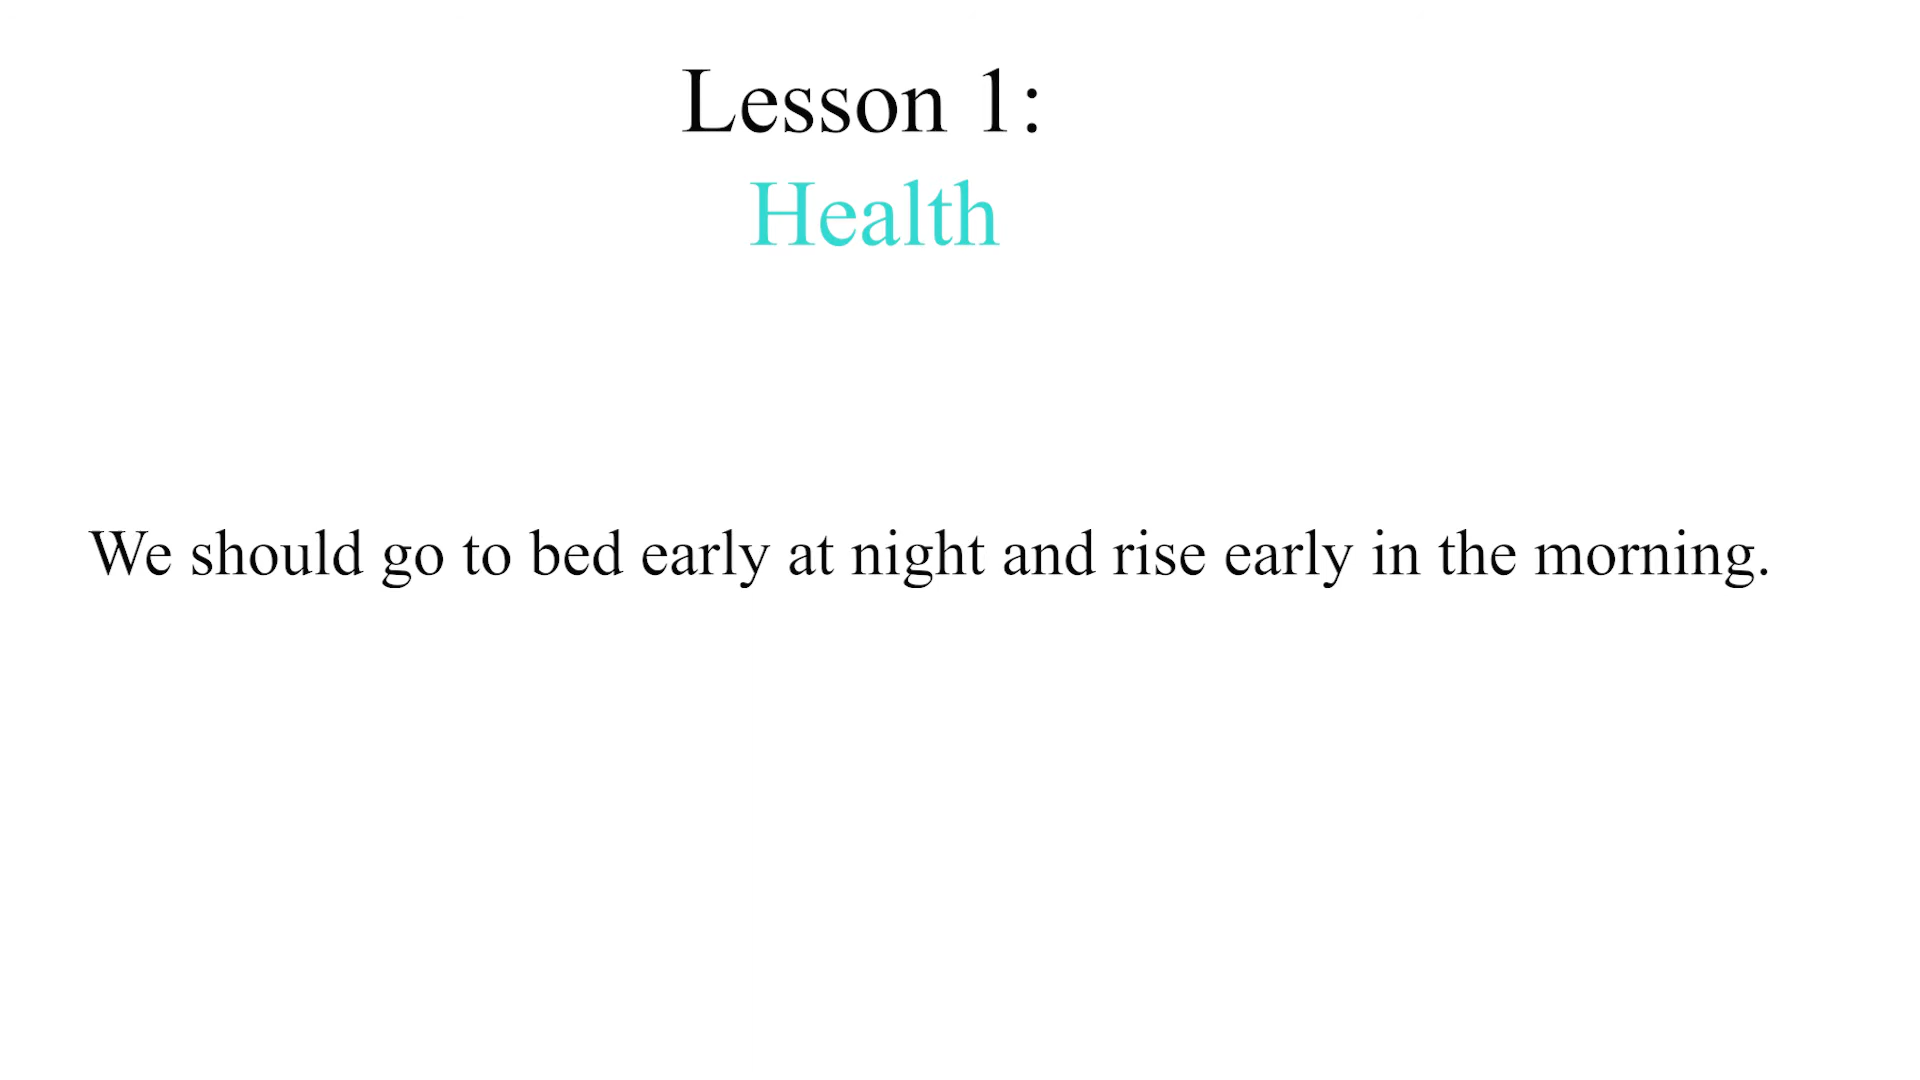 Lesson 1:
Health
We should go to bed early at night and rise early in the morning.